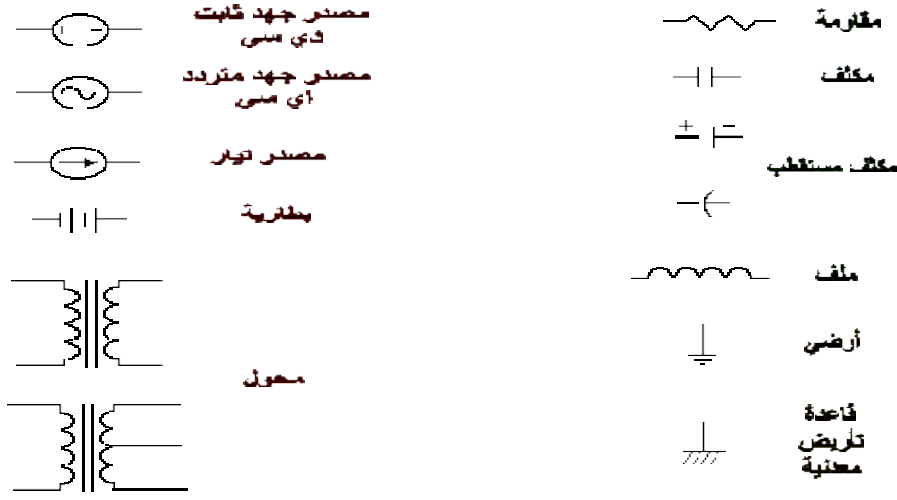 مصدر جهد ثابت
دي سي
مصدر جهد متردد
اي سي
مصدر تيار
بطارية
محول
مقاومة
مكثف
+ −
مكثف مستقطب
ملف
أرضي
قاعدة
تأريض
معدنية